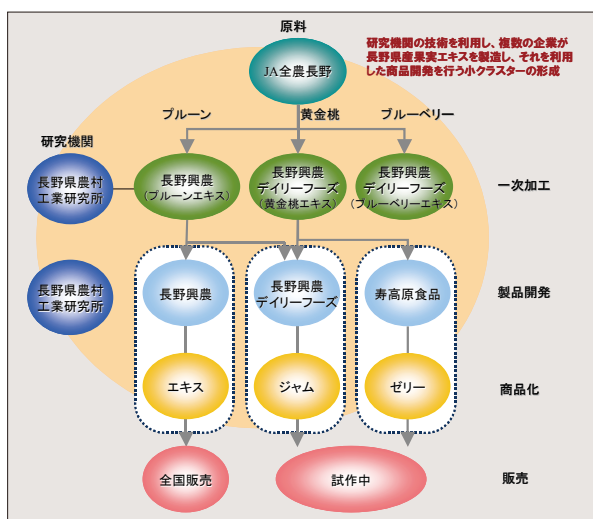 原料
研究機関の技術を利用し、複数の企業が
長野県産果実エキスを製造し、それを利用
した商品開発を行う小クラスターの形成
JA全農長野
プルーン
黄金桃
ブルーベリー
研究機関
長野県農村
工業研究所
長野興農
(プルーンエキス)
長野興農
デイリーフーズ
(黄金桃エキス)
長野興農
デイリーフーズ
(ブルーベリーエキス)
一次加工
長野県農村
工業研究所
長野興農
長野興農
デイリーフーズ
寿高原食品
製品開発
エキス
ジャム
ゼリー
商品化
全国販売
試作中
販売